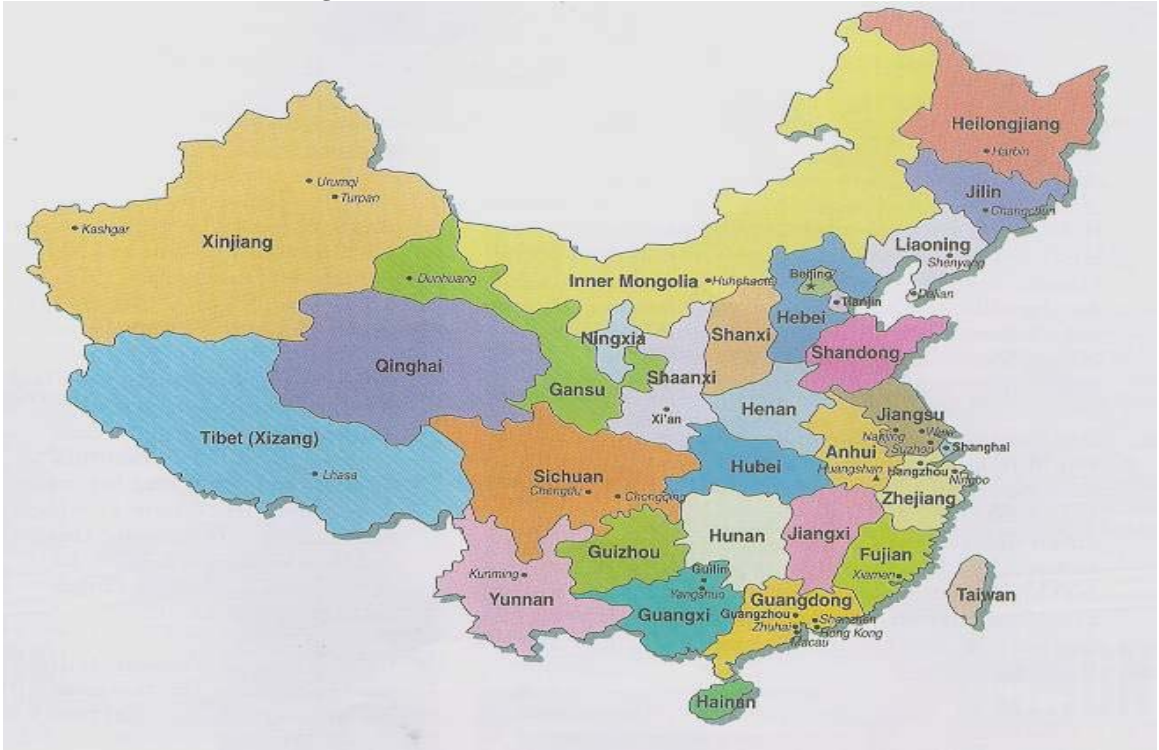 Heilongjiang
Harbin
Jilin
Changchun
Urumqi
Turpan
Kashgar
Xinjiang
Liaoning
Shenyang
Dunhuang
Inner Mongolia
Beijing
Dalian
Tianjin
Hebei
Ningxia
Shanxi
Shandong
Qinghai
Gansu
Shaanxi
Xi'an
Henan
Jiangsu
Tibet (Xizang)
Nanjing
Wuxi
Suzhou
Shanghai
Anhui
Lhasa
Sichuan
Hubei
Huangshan
Hangzhou
Ningbo
Chengdu
Chongqing
Zhejiang
Hunan
Jiangxi
Guizhou
Fujian
Guilin
Kunming
Xiamen
Yangshuo
Yunnan
Taiwan
Guangxi
Guangdong
Guangzhou
Shenzhen
Zhuhai
Hong Kong
Macau
Hainan